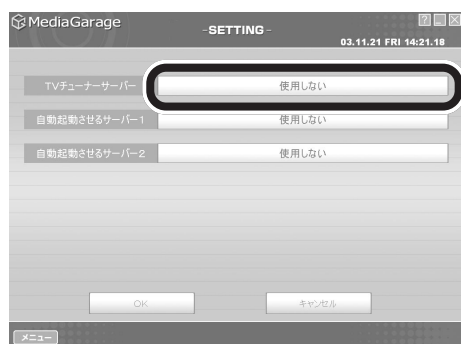 MediaGarage
-SETTING-
? _ X
03.11.21 FRI 14:21.18
TVチューナーサーバー 使用しない
自動起動させるサーバー1 使用しない
自動起動させるサーバー2 使用しない
OK キャンセル
メニュー